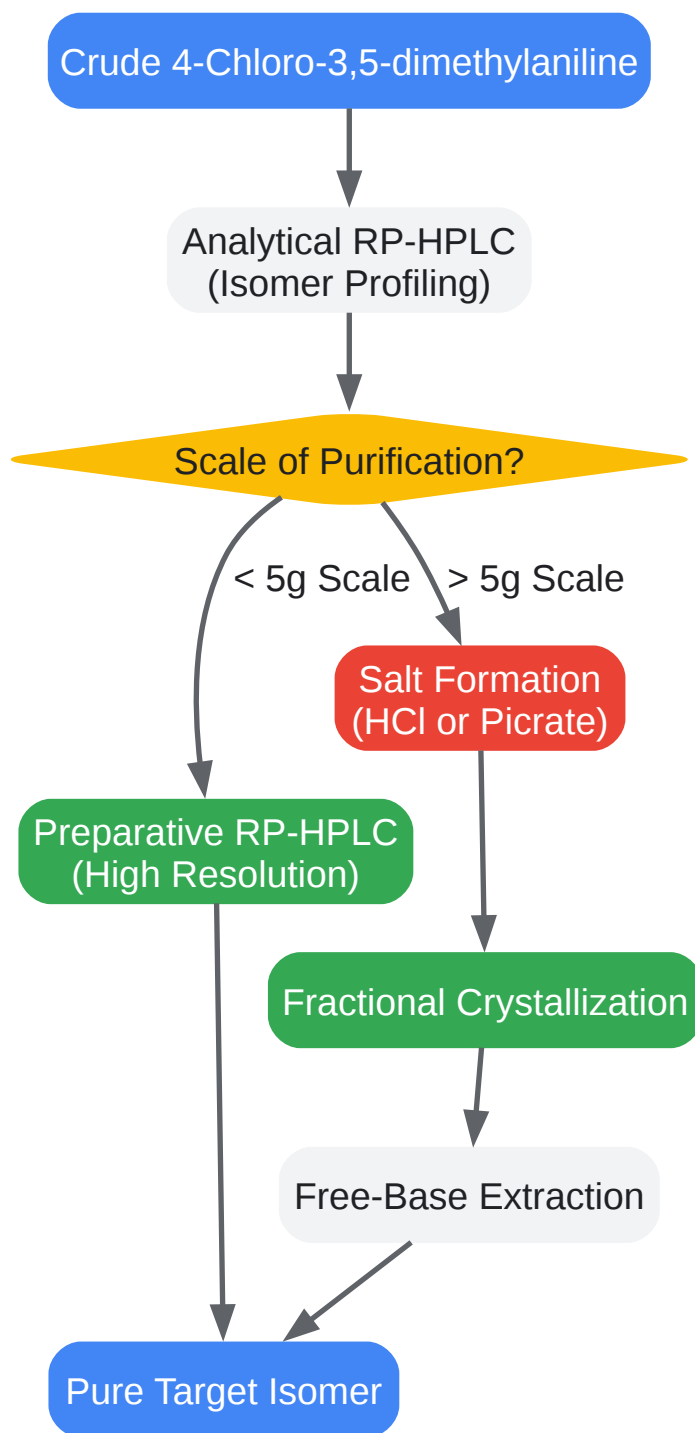 Crude 4-Chloro-3,5-dimethylaniline
Analytical RP-HPLC
(Isomer Profiling)
Scale of Purification?
< 5g Scale
> 5g Scale
Salt Formation
(HCl or Picrate)
Preparative RP-HPLC
(High Resolution)
Fractional Crystallization
Free-Base Extraction
Pure Target Isomer